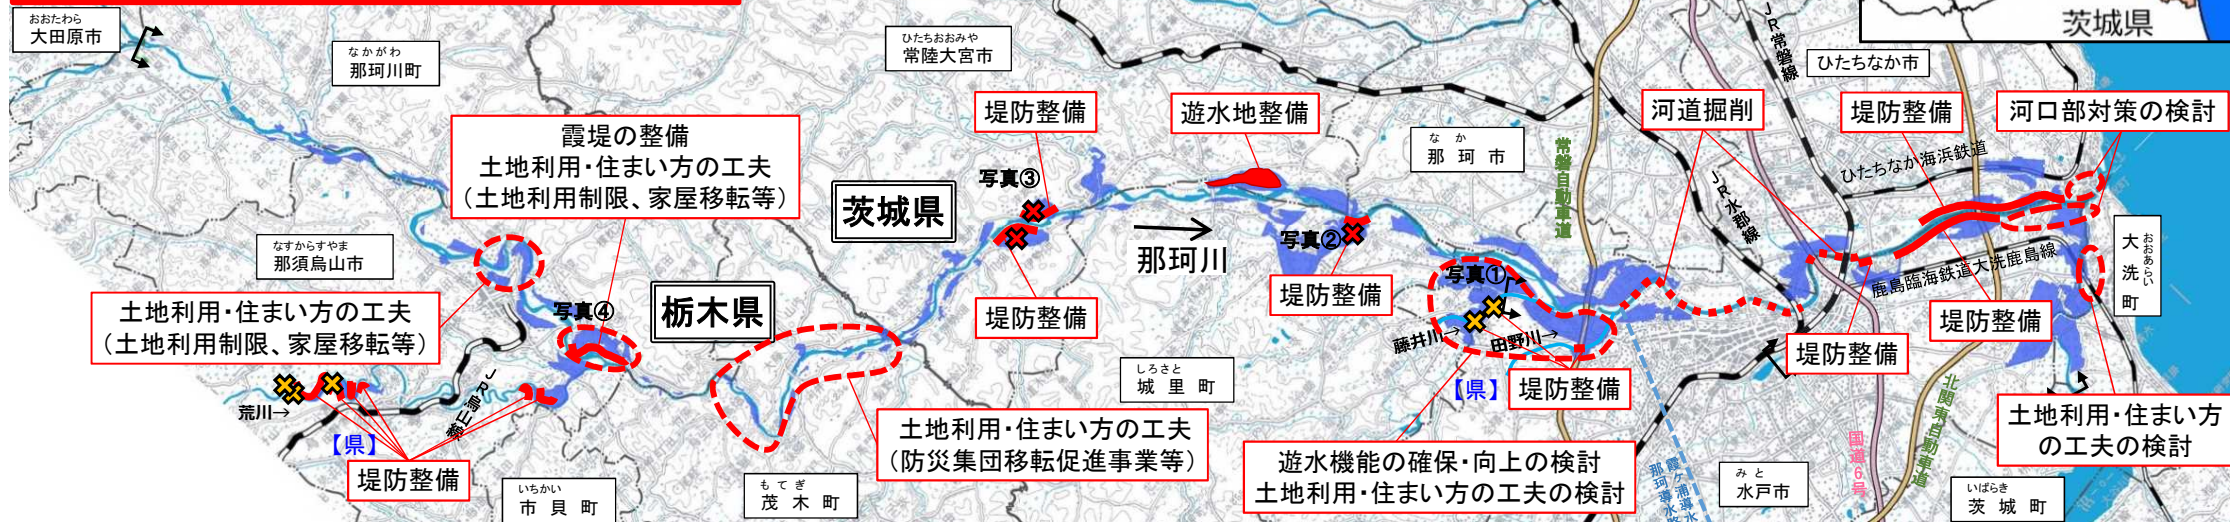 おおたわら
大田原市
なかがわ
那珂川町
ひたちおおみや
常陸大宮市
茨城県
JR常磐線
ひたちなか市
堤防整備
遊水地整備
河道掘削
堤防整備
河口部対策の検討
霞堤の整備
土地利用・住まい方の工夫
（土地利用制限、家屋移転等）
なか
那珂市
常磐自動車道
JR水郡線
ひたちなか海浜鉄道
写真③
茨城県
那珂川
写真②
なすからすやま
那須烏山市
おおあらい
大洗町
鹿島臨海鉄道大洗鹿島線
土地利用・住まい方の工夫
（土地利用制限、家屋移転等）
写真④
栃木県
堤防整備
堤防整備
写真①
堤防整備
藤井川→
田野川→
堤防整備
しろさと
城里町
【県】
堤防整備
荒川→
JR烏山線
【県】
堤防整備
土地利用・住まい方の工夫
（防災集団移転促進事業等）
遊水機能の確保・向上の検討
土地利用・住まい方の工夫の検討
土地利用・住まい方
の工夫の検討
北関東自動車道
国道6号
霞ヶ浦導水
那珂導水路
いちかい
市貝町
もてぎ
茂木町
みと
水戸市
いばらき
茨城町